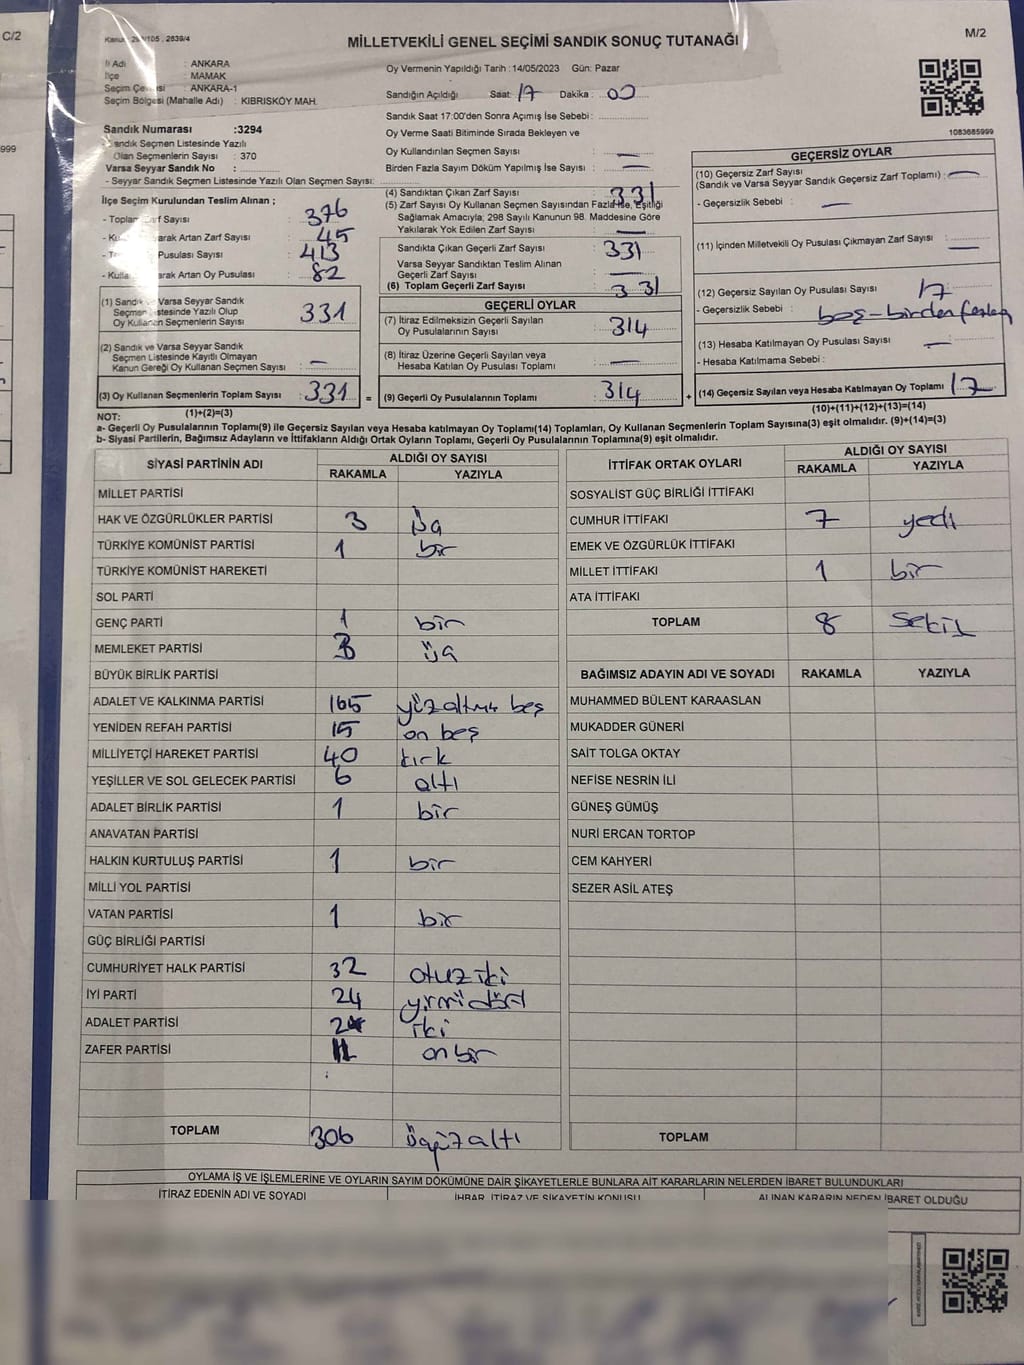 C/2
999
Kanun: 298/105 , 2839/4
MİLLETVEKİLİ GENEL SEÇİMİ SANDIK SONUÇ TUTANAĞI
M/2
İl Adı : ANKARA
İlçe : MAMAK
Seçim Çevresi : ANKARA-1
Seçim Bölgesi (Mahalle Adı) : KIBRISKÖY MAH.
Oy Vermenin Yapıldığı Tarih : 14/05/2023 Gün: Pazar
Sandığın Açıldığı Saat: 17 Dakika : 00
Sandık Saat 17:00'den Sonra Açımış İse Sebebi :
Oy Verme Saati Bitiminde Sırada Bekleyen ve
Oy Kullandırılan Seçmen Sayısı : —
Birden Fazla Sayım Döküm Yapılmış İse Sayısı : —
1083685999
Sandık Numarası :3294
Sandık Seçmen Listesinde Yazılı
Olan Seçmenlerin Sayısı : 370
Varsa Seyyar Sandık No :
- Seyyar Sandık Seçmen Listesinde Yazılı Olan Seçmen Sayısı:
İlçe Seçim Kurulundan Teslim Alınan ;
- Toplam Zarf Sayısı : 376
- Kullanılmayarak Artan Zarf Sayısı : 45
- Toplam Oy Pusulası Sayısı : 413
- Kullanılmayarak Artan Oy Pusulası : 82
(1) Sandık ve Varsa Seyyar Sandık
Seçmen Listesinde Yazılı Olup
Oy Kullanan Seçmenlerin Sayısı : 331
(2) Sandık ve Varsa Seyyar Sandık
Seçmen Listesinde Kayıtlı Olmayan
Kanun Gereği Oy Kullanan Seçmen Sayısı : —
(3) Oy Kullanan Seçmenlerin Toplam Sayısı : 331 =
(4) Sandıktan Çıkan Zarf Sayısı : 331
(5) Zarf Sayısı Oy Kullanan Seçmen Sayısından Fazla İse, Eşitliği
Sağlamak Amacıyla; 298 Sayılı Kanunun 98. Maddesine Göre
Yakılarak Yok Edilen Zarf Sayısı : —
Sandıkta Çıkan Geçerli Zarf Sayısı : 331
Varsa Seyyar Sandıktan Teslim Alınan
Geçerli Zarf Sayısı : —
(6) Toplam Geçerli Zarf Sayısı : 331
GEÇERLİ OYLAR
(7) İtiraz Edilmeksizin Geçerli Sayılan
Oy Pusulalarının Sayısı : 314
(8) İtiraz Üzerine Geçerli Sayılan veya
Hesaba Katılan Oy Pusulası Toplamı : —
(9) Geçerli Oy Pusulalarının Toplamı : 314 +
GEÇERSİZ OYLAR
(10) Geçersiz Zarf Sayısı
(Sandık ve Varsa Seyyar Sandık Geçersiz Zarf Toplamı) : —
- Geçersizlik Sebebi : —
(11) İçinden Milletvekili Oy Pusulası Çıkmayan Zarf Sayısı : —
(12) Geçersiz Sayılan Oy Pusulası Sayısı : 17
- Geçersizlik Sebebi : boş-birden fazla
(13) Hesaba Katılmayan Oy Pusulası Sayısı : —
- Hesaba Katılmama Sebebi :
(14) Geçersiz Sayılan veya Hesaba Katılmayan Oy Toplamı : 17
NOT: (1)+(2)=(3)
(10)+(11)+(12)+(13)=(14)
a- Geçerli Oy Pusulalarının Toplamı(9) ile Geçersiz Sayılan veya Hesaba katılmayan Oy Toplamı(14) Toplamları, Oy Kullanan Seçmenlerin Toplam Sayısına(3) eşit olmalıdır. (9)+(14)=(3)
b- Siyasi Partilerin, Bağımsız Adayların ve İttifakların Aldığı Ortak Oyların Toplamı, Geçerli Oy Pusulalarının Toplamına(9) eşit olmalıdır.
SİYASİ PARTİNİN ADI ALDIĞI OY SAYISI
RAKAMLA YAZIYLA
MİLLET PARTİSİ
HAK VE ÖZGÜRLÜKLER PARTİSİ 3 üç
TÜRKİYE KOMÜNİST PARTİSİ 1 bir
TÜRKİYE KOMÜNİST HAREKETİ
SOL PARTİ
GENÇ PARTİ 1 bir
MEMLEKET PARTİSİ 3 üç
BÜYÜK BİRLİK PARTİSİ
ADALET VE KALKINMA PARTİSİ 165 yüzaltmış beş
YENİDEN REFAH PARTİSİ 15 on beş
MİLLİYETÇİ HAREKET PARTİSİ 40 kırk
YEŞİLLER VE SOL GELECEK PARTİSİ 6 altı
ADALET BİRLİK PARTİSİ 1 bir
ANAVATAN PARTİSİ
HALKIN KURTULUŞ PARTİSİ 1 bir
MİLLİ YOL PARTİSİ
VATAN PARTİSİ 1 bir
GÜÇ BİRLİĞİ PARTİSİ
CUMHURİYET HALK PARTİSİ 32 otuz iki
İYİ PARTİ 24 yirmi dört
ADALET PARTİSİ 2 iki
ZAFER PARTİSİ 11 on bir
TOPLAM 306 üçyüz altı
İTTİFAK ORTAK OYLARI ALDIĞI OY SAYISI
RAKAMLA YAZIYLA
SOSYALİST GÜÇ BİRLİĞİ İTTİFAKI
CUMHUR İTTİFAKI 7 yedi
EMEK VE ÖZGÜRLÜK İTTİFAKI
MİLLET İTTİFAKI 1 bir
ATA İTTİFAKI
TOPLAM 8 sekiz
BAĞIMSIZ ADAYIN ADI VE SOYADI RAKAMLA YAZIYLA
MUHAMMED BÜLENT KARAASLAN
MUKADDER GÜNERİ
SAİT TOLGA OKTAY
NEFİSE NESRİN İLİ
GÜNEŞ GÜMÜŞ
NURİ ERCAN TORTOP
CEM KAHYERİ
SEZER ASİL ATEŞ
TOPLAM
OYLAMA İŞ VE İŞLEMLERİNE VE OYLARIN SAYIM DÖKÜMÜNE DAİR ŞİKAYETLERLE BUNLARA AİT KARARLARIN NELERDEN İBARET BULUNDUKLARI
İTİRAZ EDENİN ADI VE SOYADI İHBAR, İTİRAZ VE ŞİKAYETİN KONUSU ALINAN KARARIN NEDEN İBARET OLDUĞU